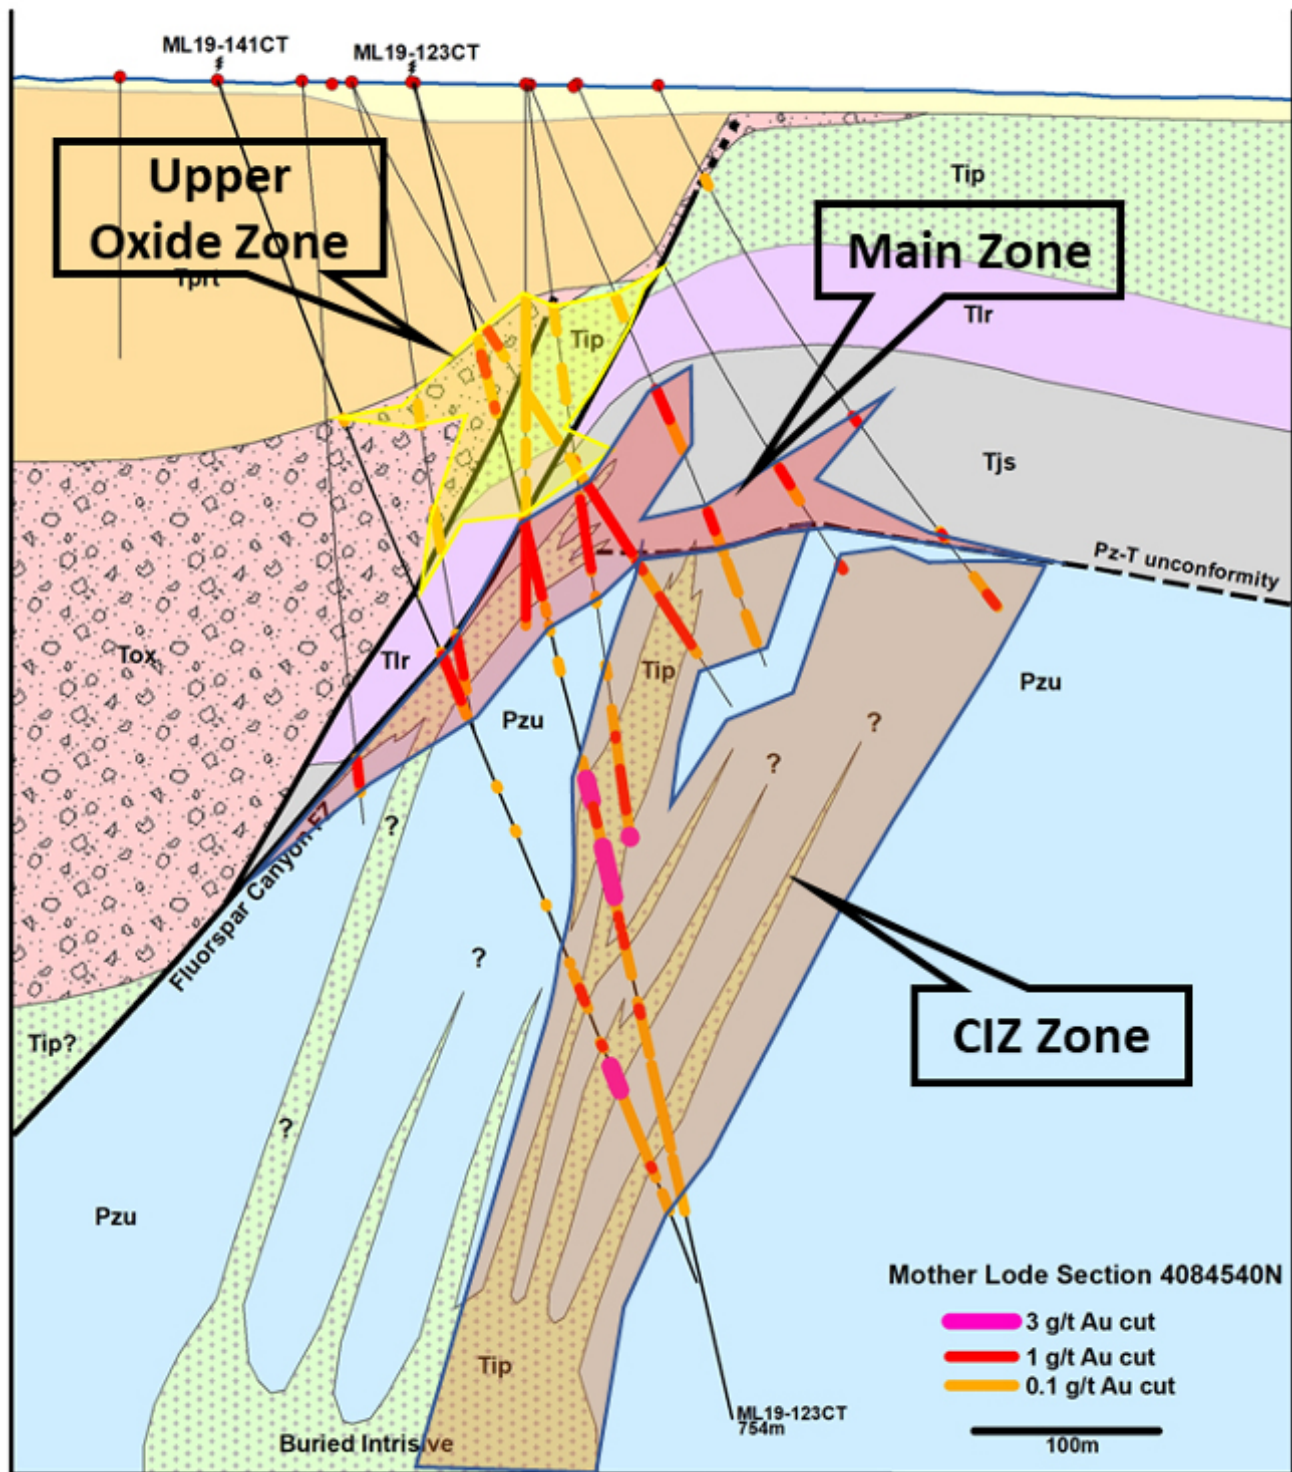 ML19-141CT
ML19-123CT
Upper
Oxide Zone
Tprt
Tip
Main Zone
Tlr
Tip
Tjs
Pz-T unconformity
Tox
Tlr
Tip
Pzu
Pzu
?
?
?
Fluorspar Canyon FZ
?
CIZ Zone
Tip?
?
Pzu
Mother Lode Section 4084540N
3 g/t Au cut
1 g/t Au cut
0.1 g/t Au cut
Tip
ML19-123CT
754m
100m
Buried Intrisive